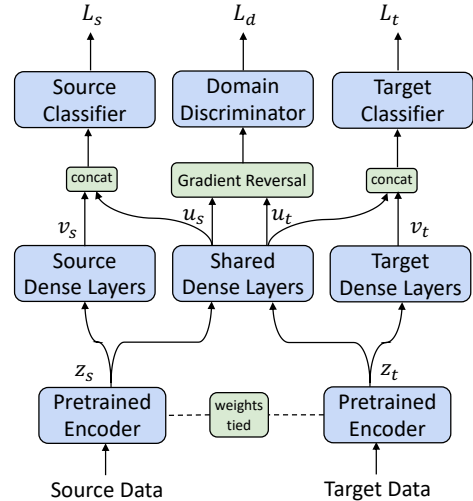 L_s L_d L_t
Source Classifier
Domain Discriminator
Target Classifier
concat
Gradient Reversal
concat
v_s u_s u_t v_t
Source Dense Layers
Shared Dense Layers
Target Dense Layers
z_s z_t
Pretrained Encoder
weights tied
Pretrained Encoder
Source Data Target Data